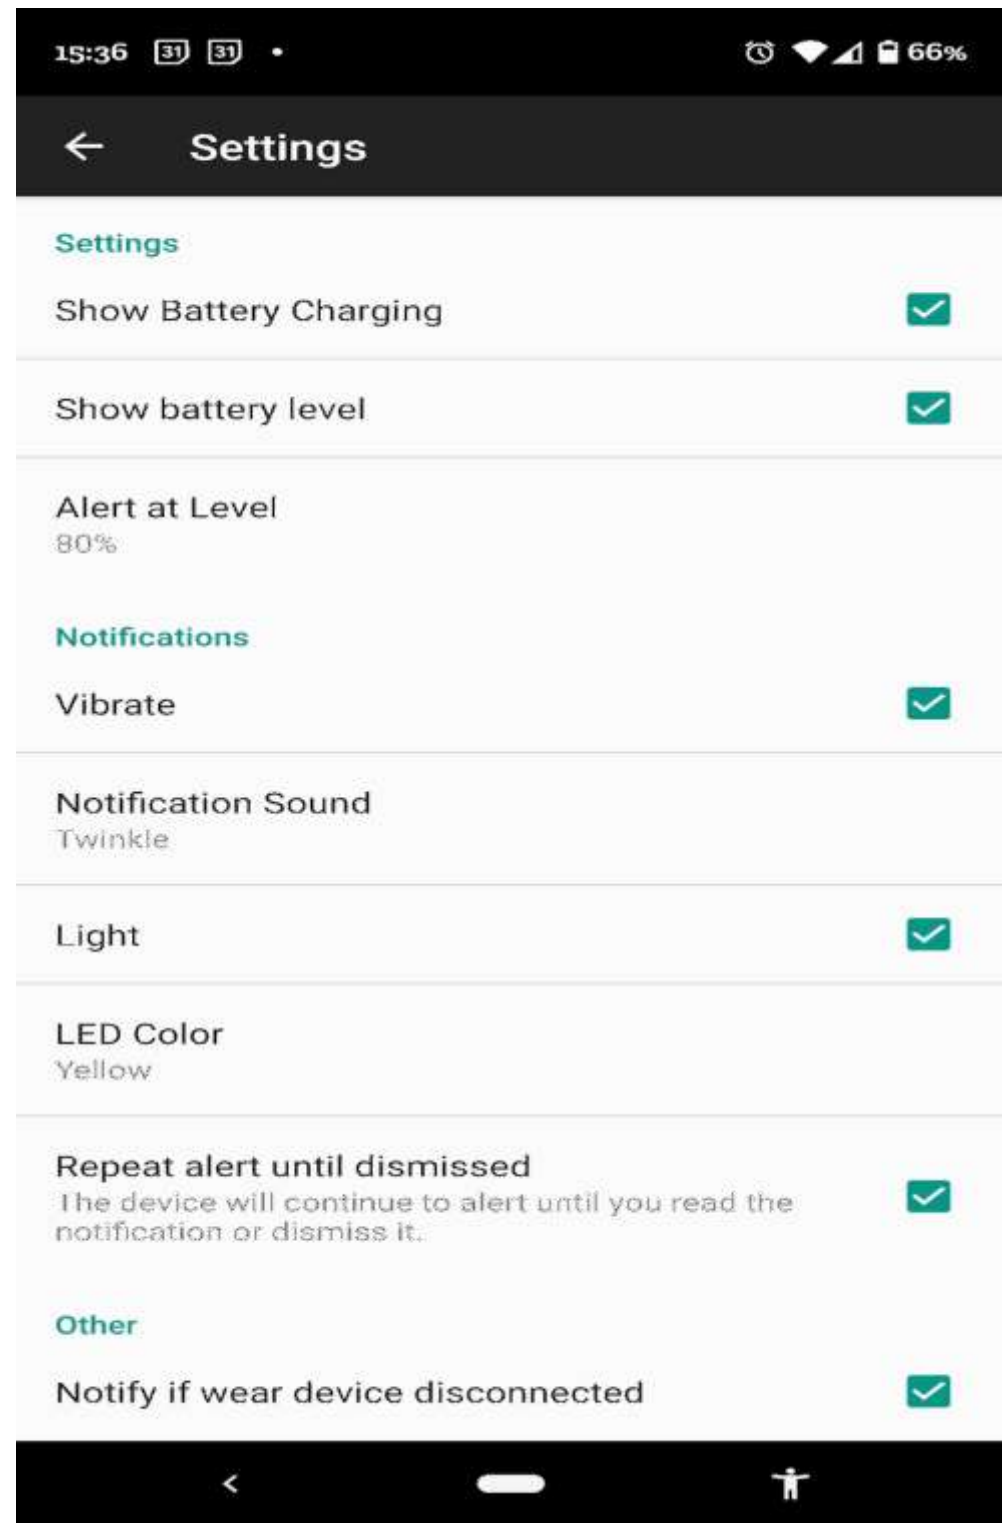 15:36 31 31 • 66%
Settings
Settings
Show Battery Charging
Show battery level
Alert at Level
80%
Notifications
Vibrate
Notification Sound
Twinkle
Light
LED Color
Yellow
Repeat alert until dismissed
The device will continue to alert until you read the
notification or dismiss it.
Other
Notify if wear device disconnected